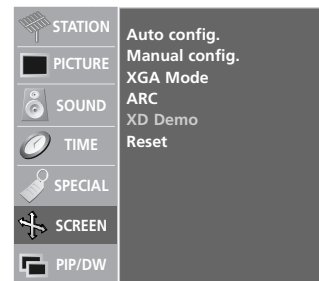 STATION
PICTURE
SOUND
TIME
SPECIAL
SCREEN
PIP/DW
Auto config.
Manual config.
XGA Mode
ARC
XD Demo
Reset